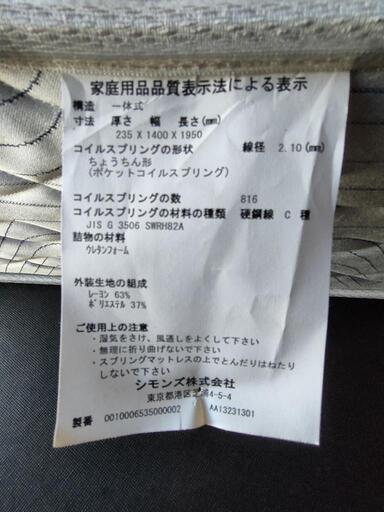 家庭用品品質表示法による表示
構造 一体式
寸法 厚さ 幅 長さ(mm)
235 X 1400 X 1950
コイルスプリングの形状 線径 2.10(mm)
ちょうちん形
(ポケットコイルスプリング)
コイルスプリングの数 816
コイルスプリングの材料の種類 硬鋼線 C 種
JIS G 3506 SWRH82A
詰物の材料
ウレタンフォーム
外装生地の組成
レーヨン 63%
ポリエステル 37%
ご使用上の注意
・湿気をさけ、風通しをよくして下さい
・無理に折り曲げないで下さい
・スプリングマットレスの上でとんだりはねたり
しないで下さい
シモンズ株式会社
東京都港区芝浦4-5-4
製番 0010006535000002 AA13231301